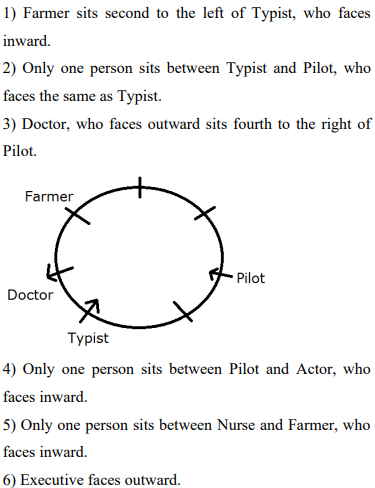 1) Farmer sits second to the left of Typist, who faces
inward.
2) Only one person sits between Typist and Pilot, who
faces the same as Typist.
3) Doctor, who faces outward sits fourth to the right of
Pilot.
Farmer
Pilot
Doctor
Typist
4) Only one person sits between Pilot and Actor, who
faces inward.
5) Only one person sits between Nurse and Farmer, who
faces inward.
6) Executive faces outward.